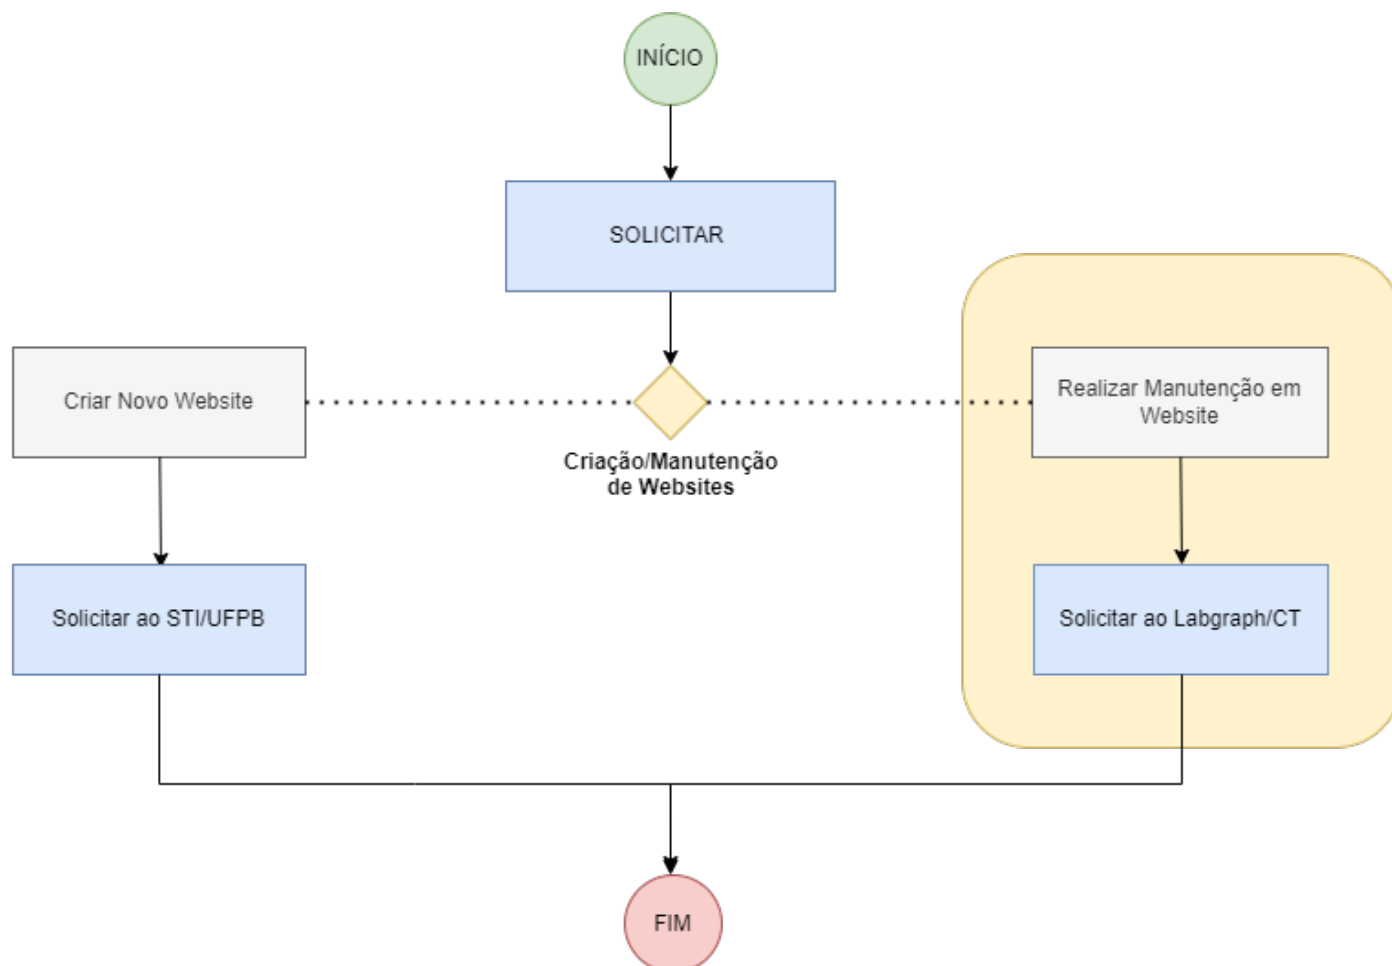 INÍCIO
SOLICITAR
Criar Novo Website
Criação/Manutenção
de Websites
Realizar Manutenção em
Website
Solicitar ao STI/UFPB
Solicitar ao Labgraph/CT
FIM